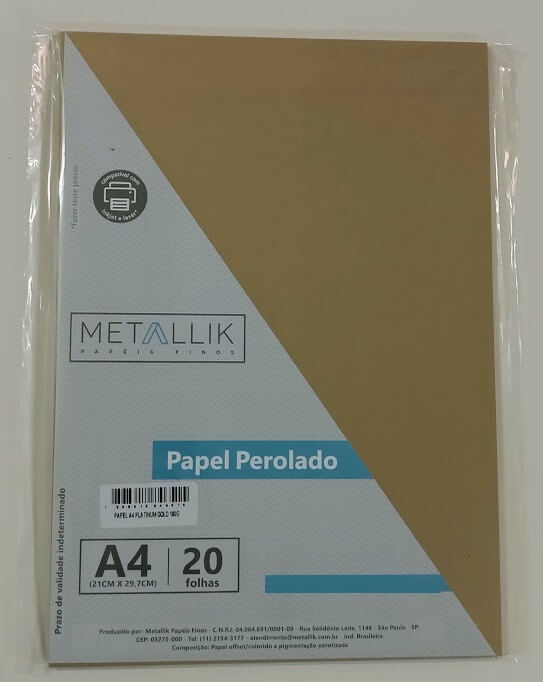 compatível com
inkjet e laser*
*Fazer teste prévio
METALLIK
PAPÉIS FINOS
Papel Perolado
PAPEL A4 PLATINUM GOLD 180G
A4
(21CM X 29,7CM)
20
folhas
Prazo de validade indeterminado
Produzido por: Metallik Papéis Finos - C.N.P.J: 04.084.891/0001-09 Rua Solidônio Leite, 1146 - São Paulo - SP
CEP: 03275-000 - Tel. (11) 2154-3177 - atendimento@metallik.com.br Ind. Brasileira
Composição: Papel offset/colorido e pigmentação perolizada